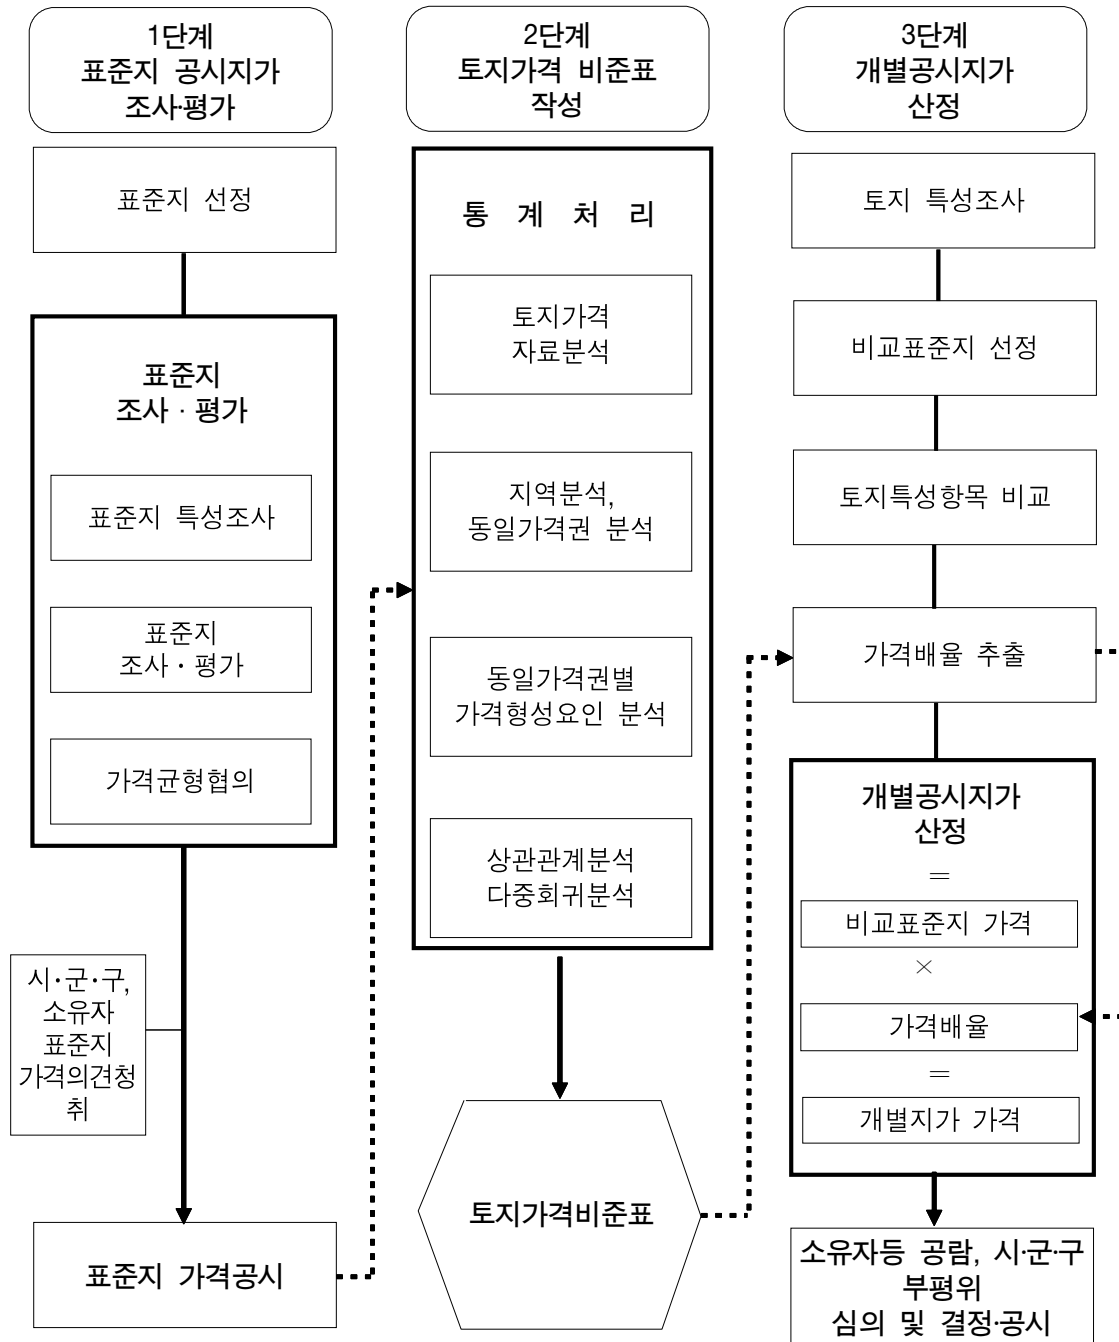 1단계
표준지 공시지가
조사·평가
표준지 선정
표준지
조사 · 평가
표준지 특성조사
표준지
조사 · 평가
가격균형협의
시·군·구,
소유자
표준지
가격의견청
취
표준지 가격공시
2단계
토지가격 비준표
작성
통 계 처 리
토지가격
자료분석
지역분석,
동일가격권 분석
동일가격권별
가격형성요인 분석
상관관계분석
다중회귀분석
토지가격비준표
3단계
개별공시지가
산정
토지 특성조사
비교표준지 선정
토지특성항목 비교
가격배율 추출
개별공시지가
산정
=
비교표준지 가격
×
가격배율
=
개별지가 가격
소유자등 공람, 시·군·구
부평위
심의 및 결정·공시